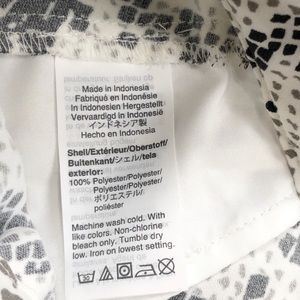 Made in Indonesia
Fabriqué en Indonésie
In Indonesien Hergestellt
Vervaardigd in Indonesië
インドネシア製
Hecho en Indonesia
Shell/Extérieur/Oberstoff/
Buitenkant/シェル/tela
exterior:
100% Polyester/Polyester/
Polyester/Polyester/
ポリエステル/
poliéster
Machine wash cold. With
like colors. Non-chlorine
bleach only. Tumble dry
low. Iron on lowest setting.